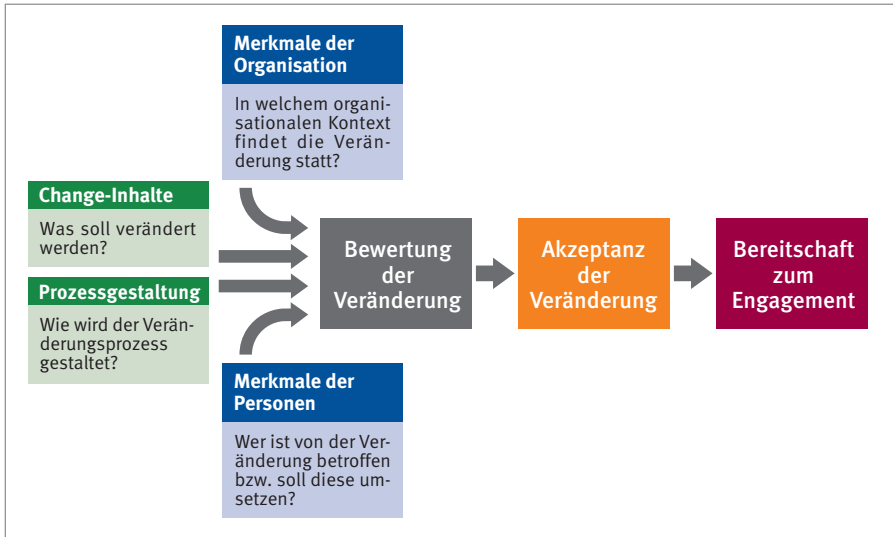 Merkmale der
Organisation
In welchem organi-
sationalen Kontext
findet die Verän-
derung statt?
Change-Inhalte
Was soll verändert
werden?
Prozessgestaltung
Wie wird der Verän-
derungsprozess
gestaltet?
Merkmale der
Personen
Wer ist von der Ver-
änderung betroffen
bzw. soll diese um-
setzen?
Bewertung
der
Veränderung
Akzeptanz
der
Veränderung
Bereitschaft
zum
Engagement